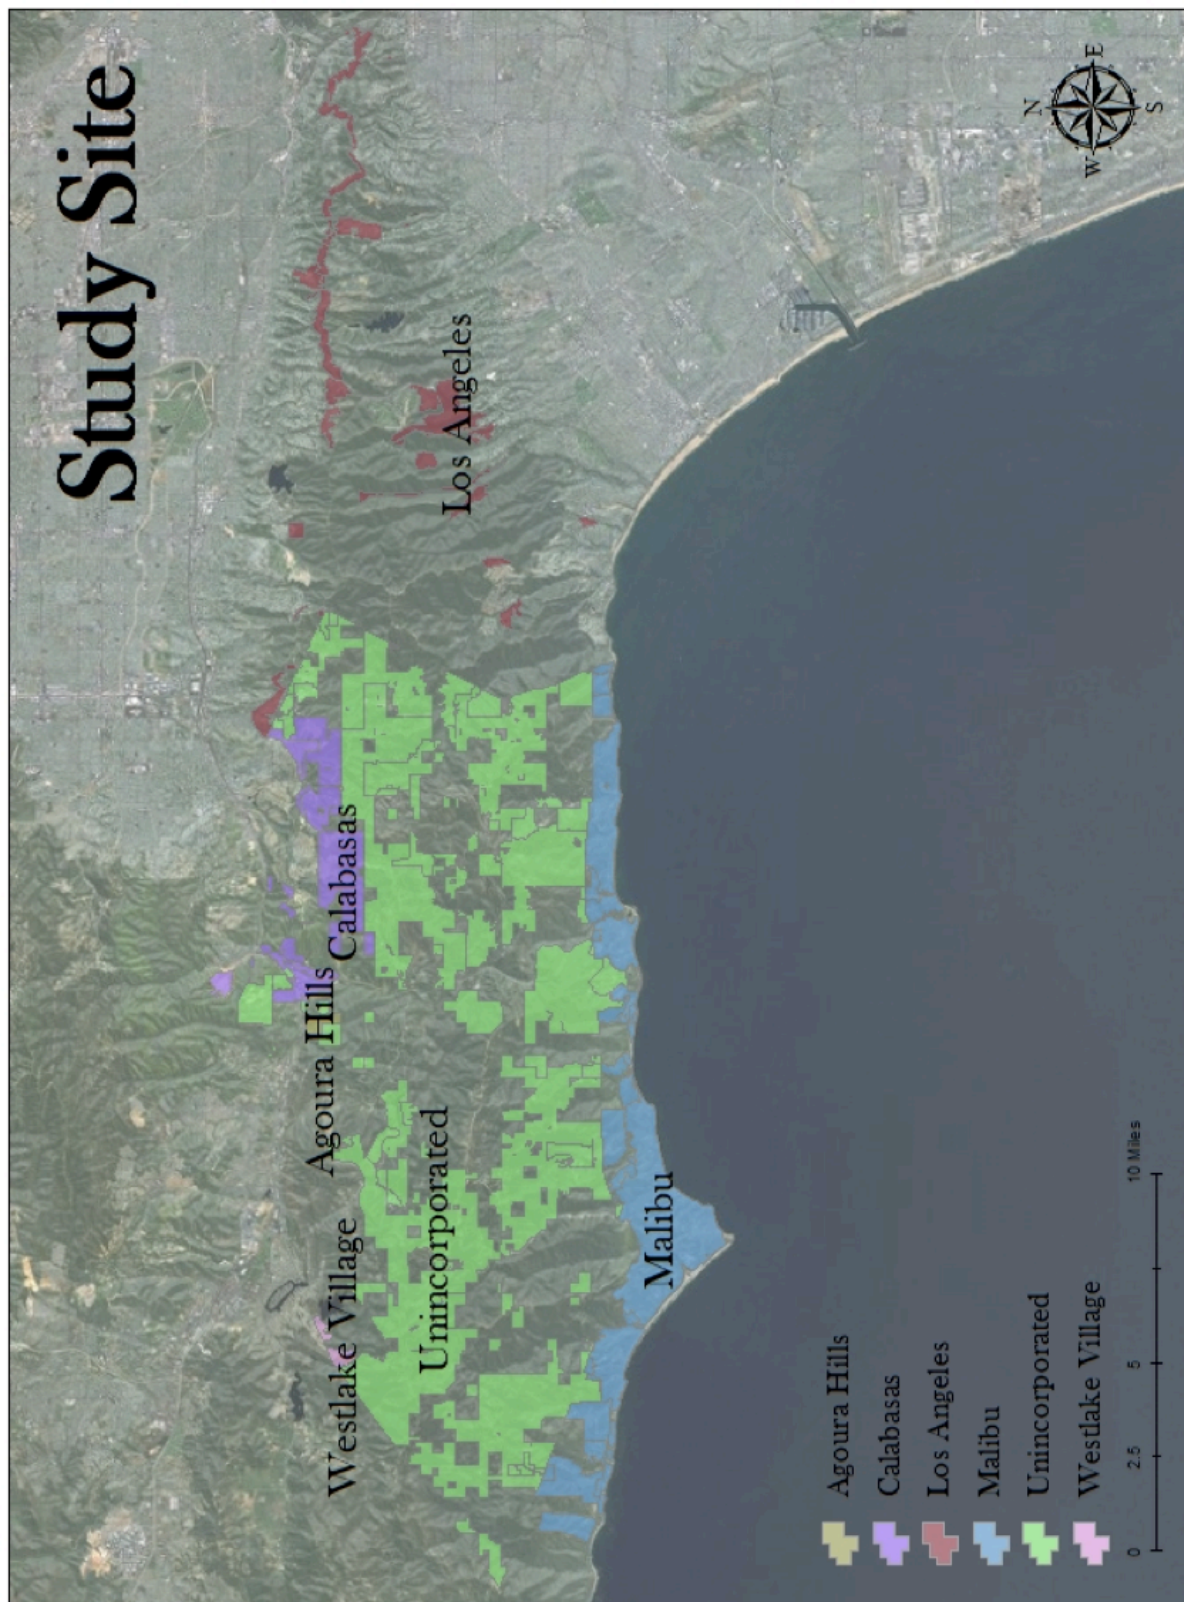 Study Site
Los Angeles
Calabasas
Agoura Hills
Westlake Village
Unincorporated
Malibu
Agoura Hills
Calabasas
Los Angeles
Malibu
Unincorporated
Westlake Village
0 2.5 5 10 Miles
N
W E
S